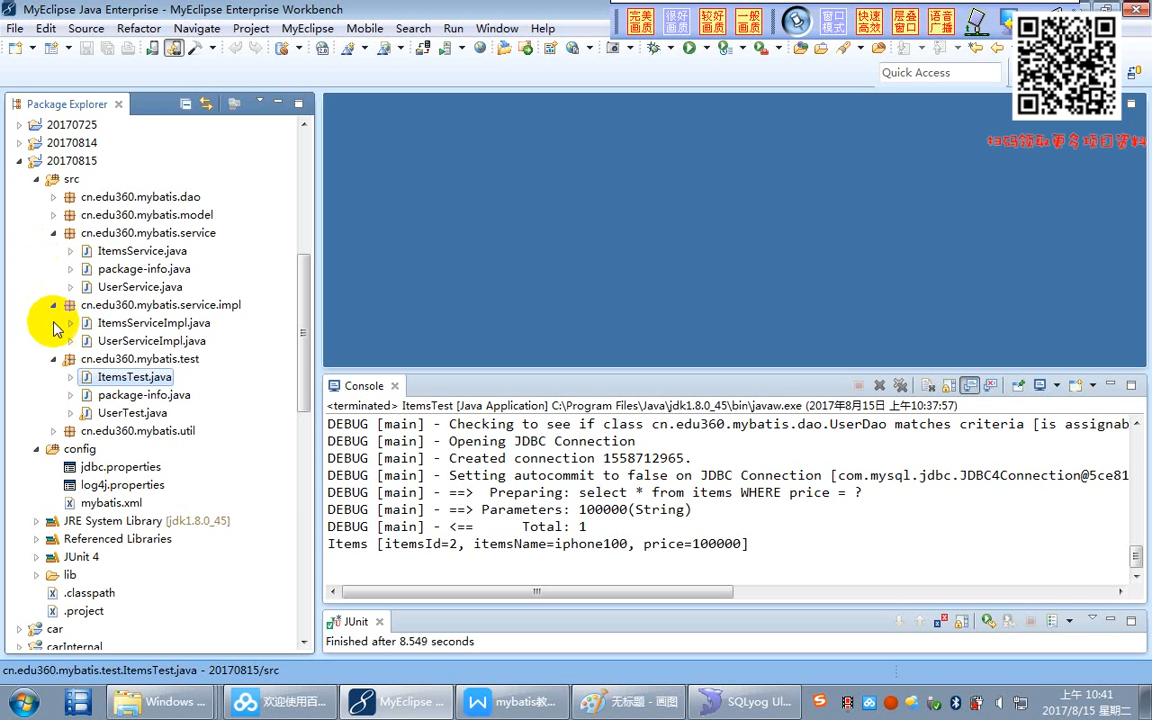 MyEclipse Java Enterprise - MyEclipse Enterprise Workbench
File Edit Source Refactor Navigate Project MyEclipse Mobile Search Run Window Help
完美画质 很好画质 较好画质 一般画质 窗口模式 快速高效 层叠窗口 语音广播
Quick Access
扫码领取更多项目资料
Package Explorer
20170725
20170814
20170815
src
cn.edu360.mybatis.dao
cn.edu360.mybatis.model
cn.edu360.mybatis.service
ItemsService.java
package-info.java
UserService.java
cn.edu360.mybatis.service.impl
ItemsServiceImpl.java
UserServiceImpl.java
cn.edu360.mybatis.test
ItemsTest.java
package-info.java
UserTest.java
cn.edu360.mybatis.util
config
jdbc.properties
log4j.properties
mybatis.xml
JRE System Library [jdk1.8.0_45]
Referenced Libraries
JUnit 4
lib
.classpath
.project
car
carInternal
Console
<terminated> ItemsTest [Java Application] C:\Program Files\Java\jdk1.8.0_45\bin\javaw.exe (2017年8月15日 上午10:37:57)
DEBUG [main] - Checking to see if class cn.edu360.mybatis.dao.UserDao matches criteria [is assignab
DEBUG [main] - Opening JDBC Connection
DEBUG [main] - Created connection 1558712965.
DEBUG [main] - Setting autocommit to false on JDBC Connection [com.mysql.jdbc.JDBC4Connection@5ce81
DEBUG [main] - ==>  Preparing: select * from items WHERE price = ?
DEBUG [main] - ==> Parameters: 100000(String)
DEBUG [main] - <==      Total: 1
Items [itemsId=2, itemsName=iphone100, price=100000]
JUnit
Finished after 8.549 seconds
cn.edu360.mybatis.test.ItemsTest.java - 20170815/src
Windows ... 欢迎使用百... MyEclipse ... mybatis教... 无标题 - 画图 SQLyog Ul...
上午 10:41
2017/8/15 星期二